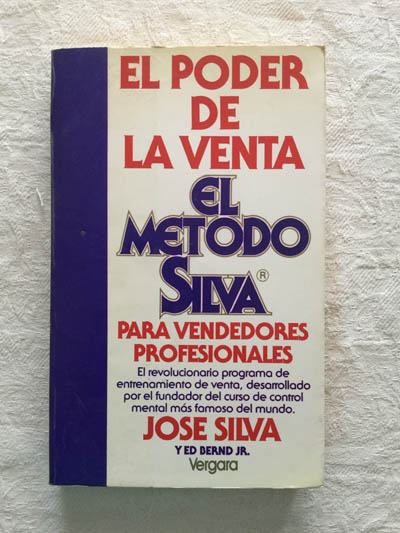 EL PODER
DE
LA VENTA
EL
METODO
SILVA®
PARA VENDEDORES
PROFESIONALES
El revolucionario programa de
entrenamiento de venta, desarrollado
por el fundador del curso de control
mental más famoso del mundo.
JOSE SILVA
Y ED BERND JR.
Vergara